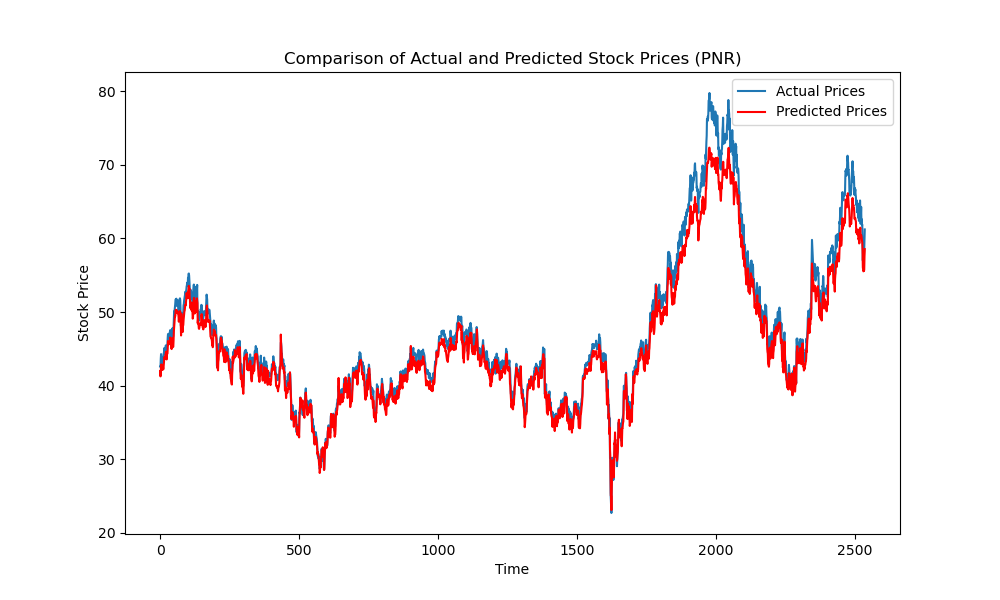 Comparison of Actual and Predicted Stock Prices (PNR)
Actual Prices
Predicted Prices
Stock Price
80
70
60
50
40
30
20
0
500
1000
1500
2000
2500
Time